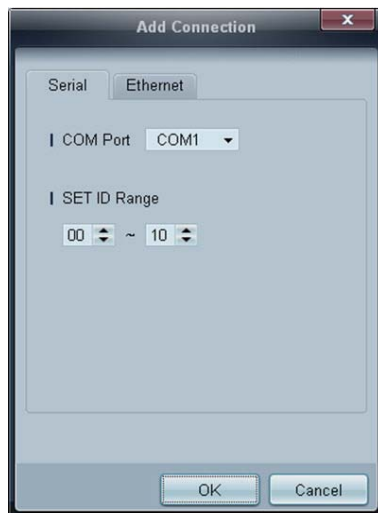 Add Connection
x
Serial Ethernet
COM Port COM1
SET ID Range
00 ~ 10
OK Cancel